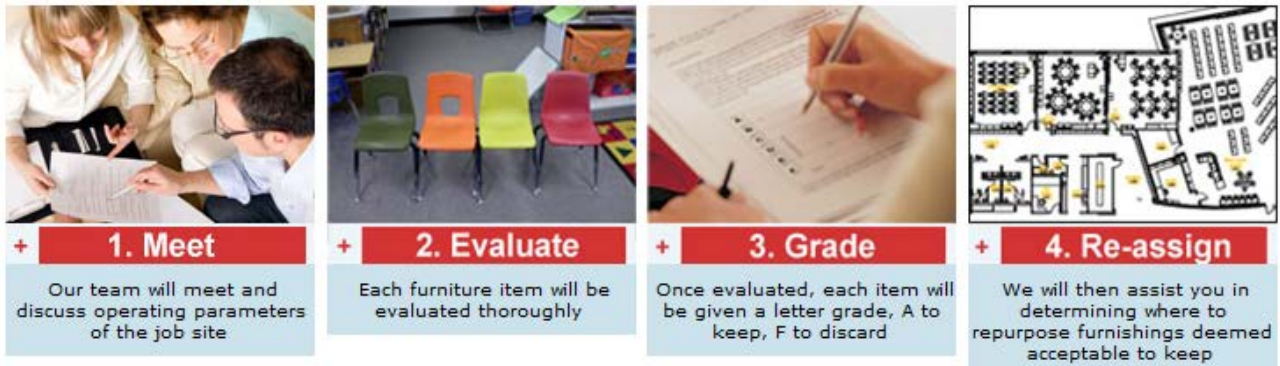 + 1. Meet
Our team will meet and
discuss operating parameters
of the job site
+ 2. Evaluate
Each furniture item will be
evaluated thoroughly
+ 3. Grade
Once evaluated, each item will
be given a letter grade, A to
keep, F to discard
+ 4. Re-assign
We will then assist you in
determining where to
repurpose furnishings deemed
acceptable to keep